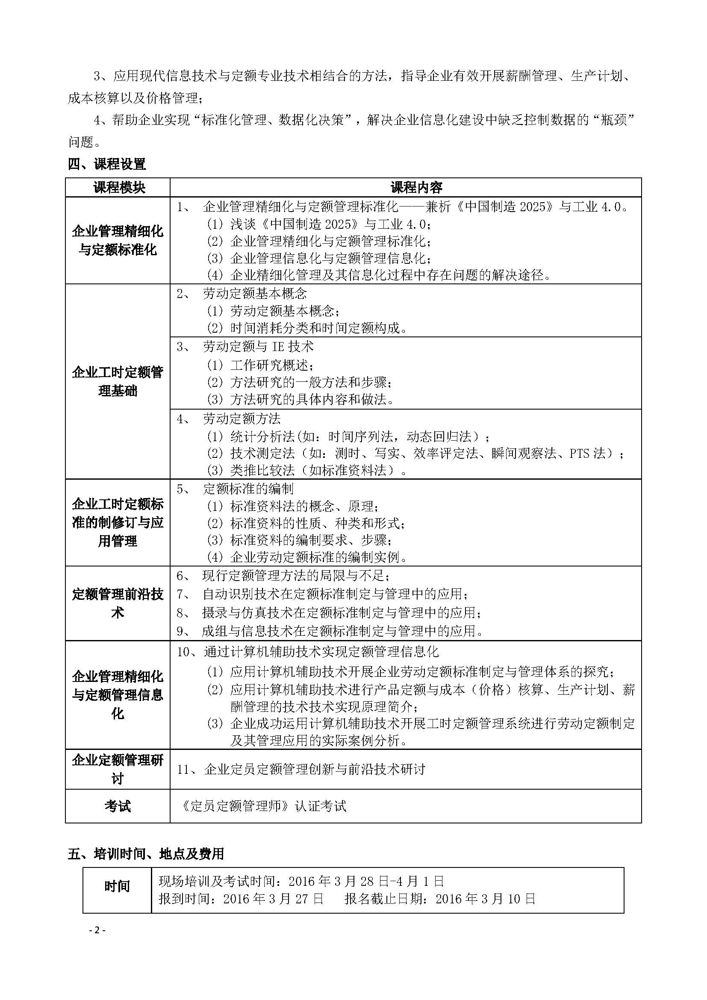 3、应用现代信息技术与定额专业技术相结合的方法，指导企业有效开展薪酬管理、生产计划、
成本核算以及价格管理；
4、帮助企业实现“标准化管理、数据化决策”，解决企业信息化建设中缺乏控制数据的“瓶颈”
问题。
四、课程设置
课程模块 课程内容
企业管理精细化
与定额标准化
1、 企业管理精细化与定额管理标准化——兼析《中国制造 2025》与工业 4.0。
(1) 浅谈《中国制造 2025》与工业 4.0；
(2) 企业管理精细化与定额管理标准化；
(3) 企业管理信息化与定额管理信息化；
(4) 企业精细化管理及其信息化过程中存在问题的解决途径。
企业工时定额管
理基础
2、 劳动定额基本概念
(1) 劳动定额基本概念；
(2) 时间消耗分类和时间定额构成。
3、 劳动定额与 IE 技术
(1) 工作研究概述；
(2) 方法研究的一般方法和步骤；
(3) 方法研究的具体内容和做法。
4、 劳动定额方法
(1) 统计分析法(如：时间序列法，动态回归法）；
(2) 技术测定法（如：测时、写实、效率评定法、瞬间观察法、PTS 法）；
(3) 类推比较法（如标准资料法）。
企业工时定额标
准的制修订与应
用管理
5、 定额标准的编制
(1) 标准资料法的概念、原理；
(2) 标准资料的性质、种类和形式；
(3) 标准资料的编制要求、步骤；
(4) 企业劳动定额标准的编制实例。
定额管理前沿技
术
6、 现行定额管理方法的局限与不足；
7、 自动识别技术在定额标准制定与管理中的应用；
8、 摄录与仿真技术在定额标准制定与管理中的应用；
9、 成组与信息技术在定额标准制定与管理中的应用。
企业管理精细化
与定额管理信息
化
10、通过计算机辅助技术实现定额管理信息化
(1) 应用计算机辅助技术开展企业劳动定额标准制定与管理体系的探究；
(2) 应用计算机辅助技术进行产品定额与成本（价格）核算、生产计划、薪
酬管理的技术技术实现原理简介；
(3) 企业成功运用计算机辅助技术开展工时定额管理系统进行劳动定额制定
及其管理应用的实际案例分析。
企业定额管理研
讨
11、企业定员定额管理创新与前沿技术研讨
考试 《定员定额管理师》认证考试
五、培训时间、地点及费用
时间
现场培训及考试时间：2016 年 3 月 28 日-4 月 1 日
报到时间：2016 年 3 月 27 日 报名截止日期：2016 年 3 月 10 日
- 2 -